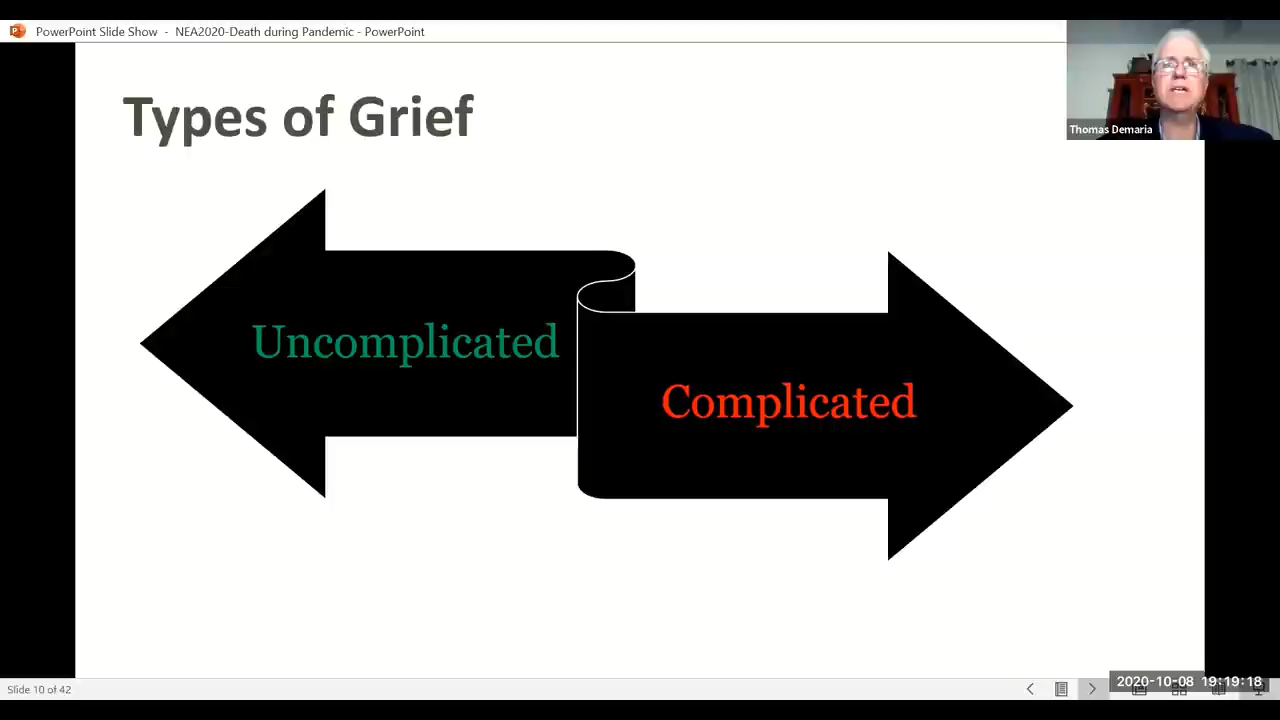 PowerPoint Slide Show - NEA2020-Death during Pandemic - PowerPoint
Types of Grief
Thomas Demaria
Uncomplicated
Complicated
Slide 10 of 42
2020-10-08 19:19:18